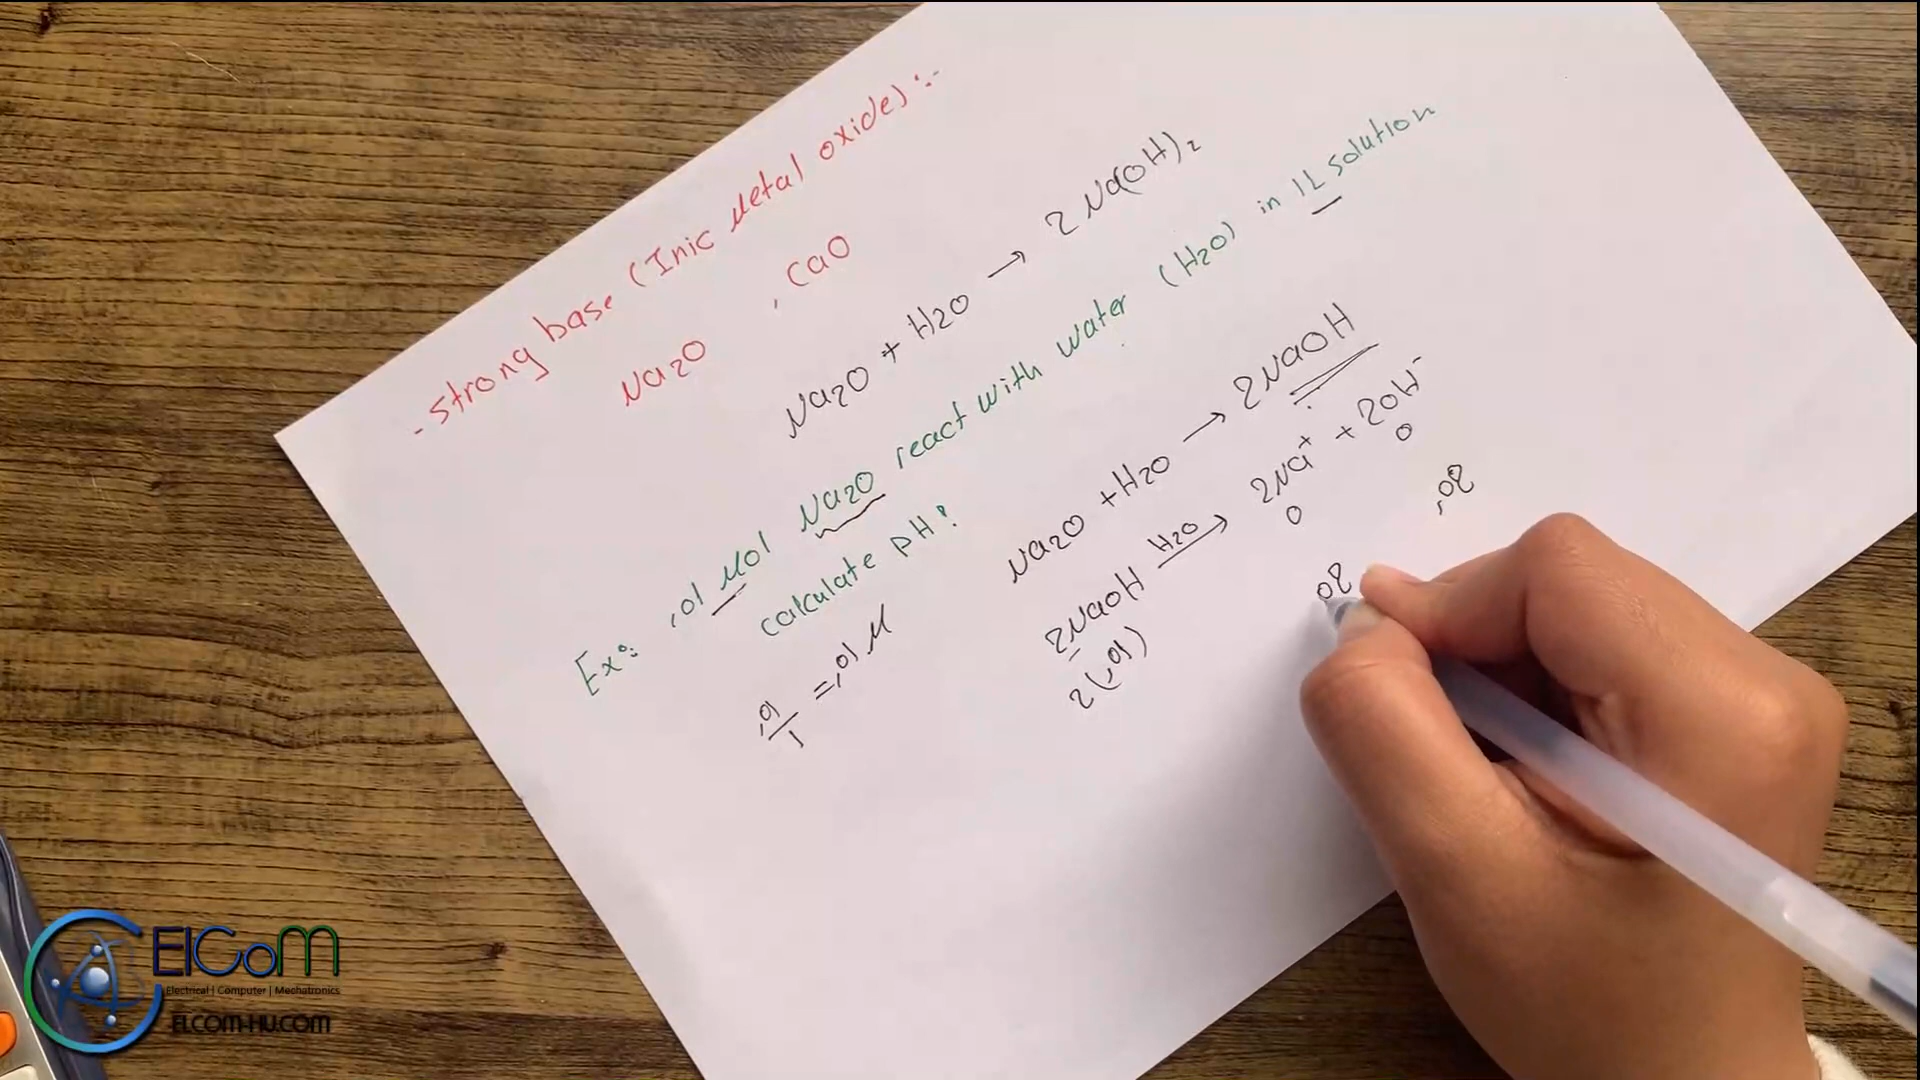 - strong base (Inic Metal oxide) :-
Na2O , CaO
Na2O + H2O → 2 Na(OH)2
Ex: ,01 Mol Na2O react with water (H2O) in 1L solution
calculate pH?
,01/1 = ,01 M
Na2O + H2O → 2NaOH
2NaOH H2O → 2Na+ + 2OH-
2(,01) 0 0
,02 ,02
ElCoM
Electrical | Computer | Mechatronics
ELCOM-HU.COM